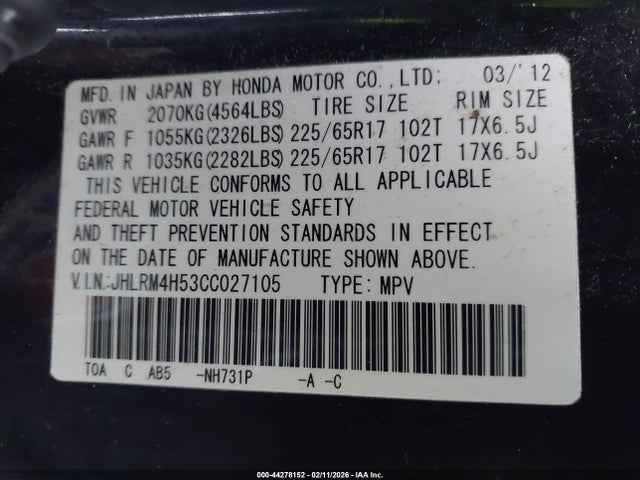 MFD. IN JAPAN BY HONDA MOTOR CO.,LTD: 03/'12
GVWR 2070KG(4564LBS) TIRE SIZE RIM SIZE
GAWR F 1055KG(2326LBS) 225/65R17 102T 17X6.5J
GAWR R 1035KG(2282LBS) 225/65R17 102T 17X6.5J
THIS VEHICLE CONFORMS TO ALL APPLICABLE
FEDERAL MOTOR VEHICLE SAFETY
AND THEFT PREVENTION STANDARDS IN EFFECT
ON THE DATE OF MANUFACTURE SHOWN ABOVE.
V.I.N.:JHLRM4H53CC027105 TYPE: MPV
TOA C AB5 -NH731P -A -C
000-44278152 - 02/11/2026 - IAA Inc.